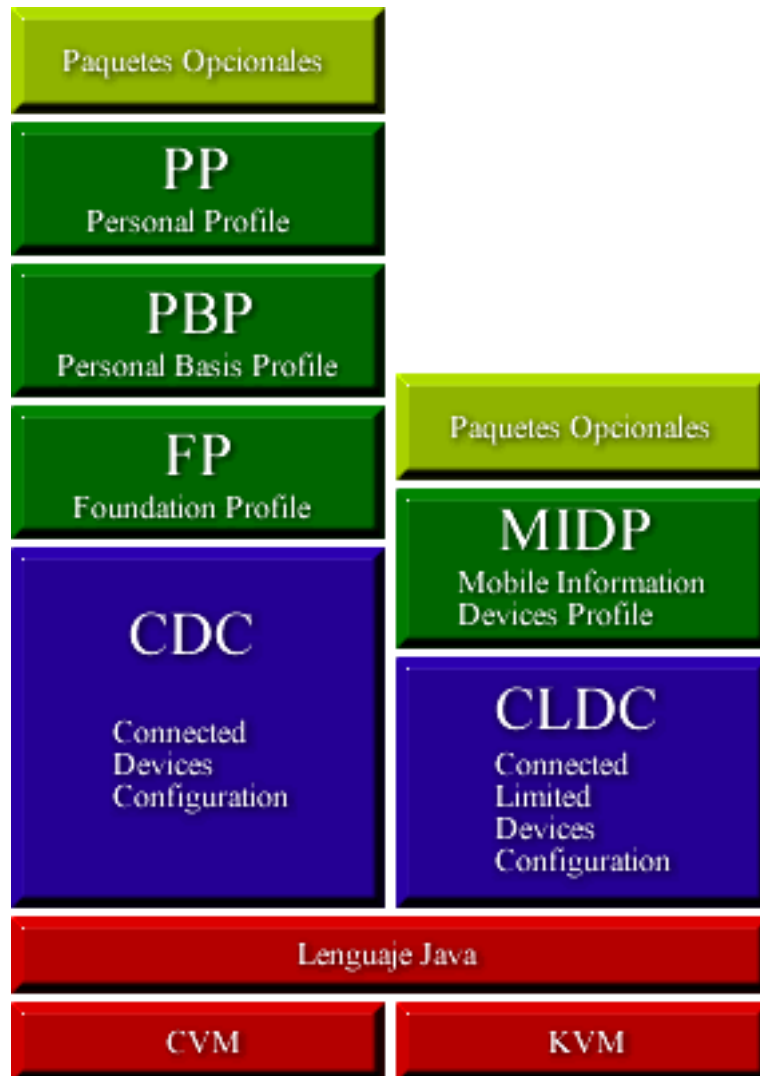 Paquetes Opcionales
PP
Personal Profile
PBP
Personal Basis Profile
FP
Foundation Profile
CDC
Connected
Devices
Configuration
Paquetes Opcionales
MIDP
Mobile Information
Devices Profile
CLDC
Connected
Limited
Devices
Configuration
Lenguaje Java
CVM
KVM